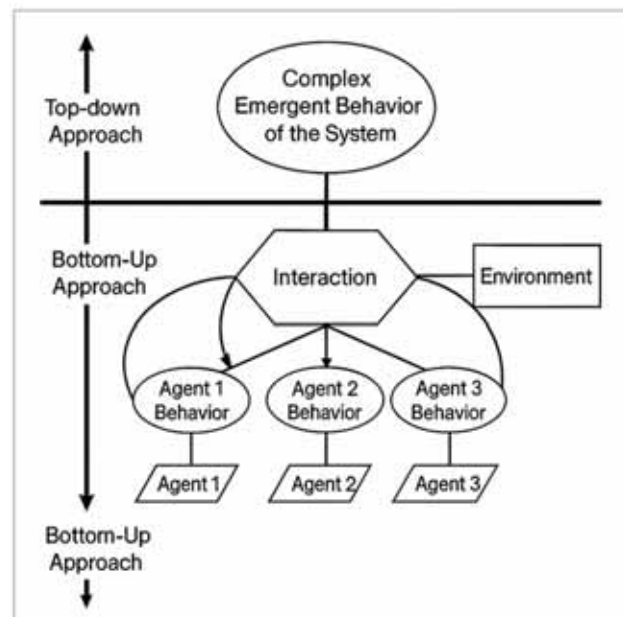 Complex
Emergent Behavior
of the System
Top-down
Approach
Bottom-Up
Approach
Interaction
Environment
Agent 1
Behavior
Agent 2
Behavior
Agent 3
Behavior
Agent 1
Agent 2
Agent 3
Bottom-Up
Approach